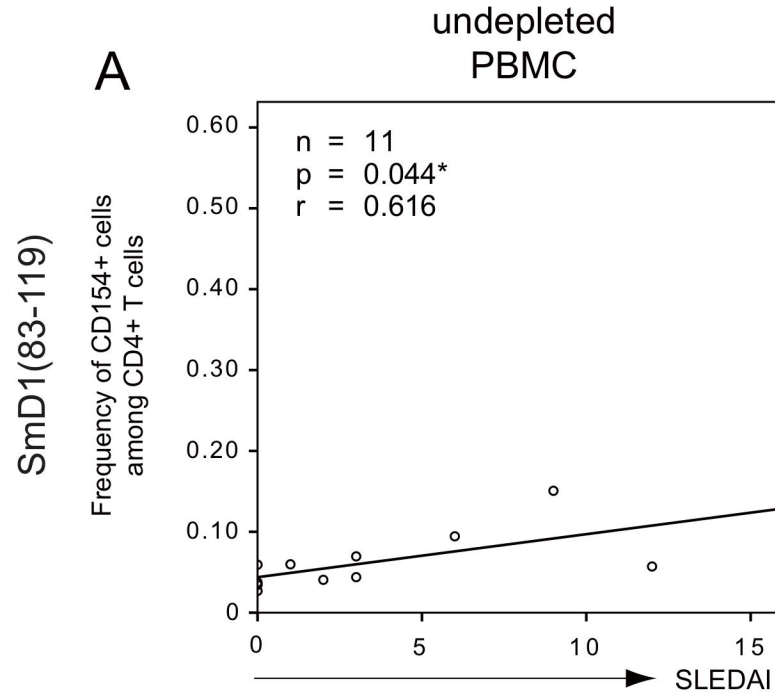 undepleted
PBMC
A
n = 11
p = 0.044*
r = 0.616
SmD1(83-119)
Frequency of CD154+ cells
among CD4+ T cells
0.60
0.50
0.40
0.30
0.20
0.10
0
0 5 10 15
SLEDAI